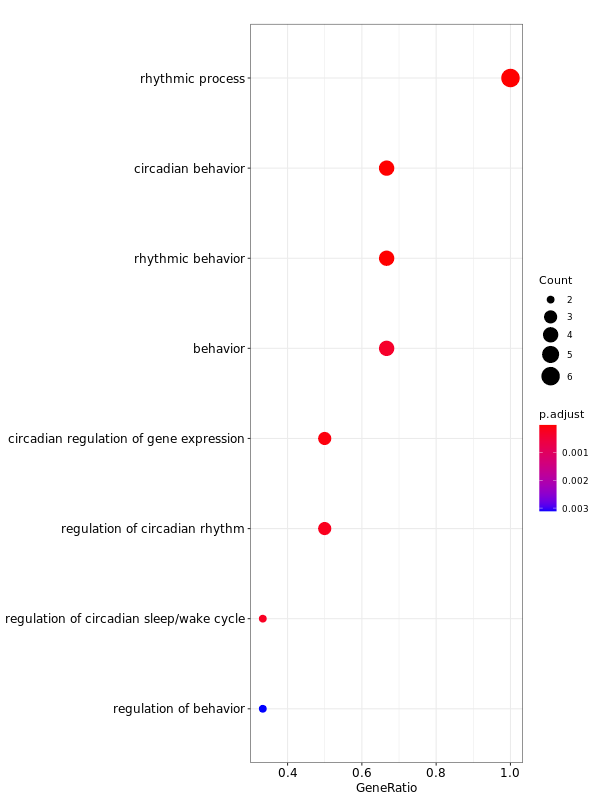 rhythmic process
circadian behavior
rhythmic behavior
behavior
circadian regulation of gene expression
regulation of circadian rhythm
regulation of circadian sleep/wake cycle
regulation of behavior
0.4 0.6 0.8 1.0
GeneRatio
Count
2
3
4
5
6
p.adjust
0.001
0.002
0.003